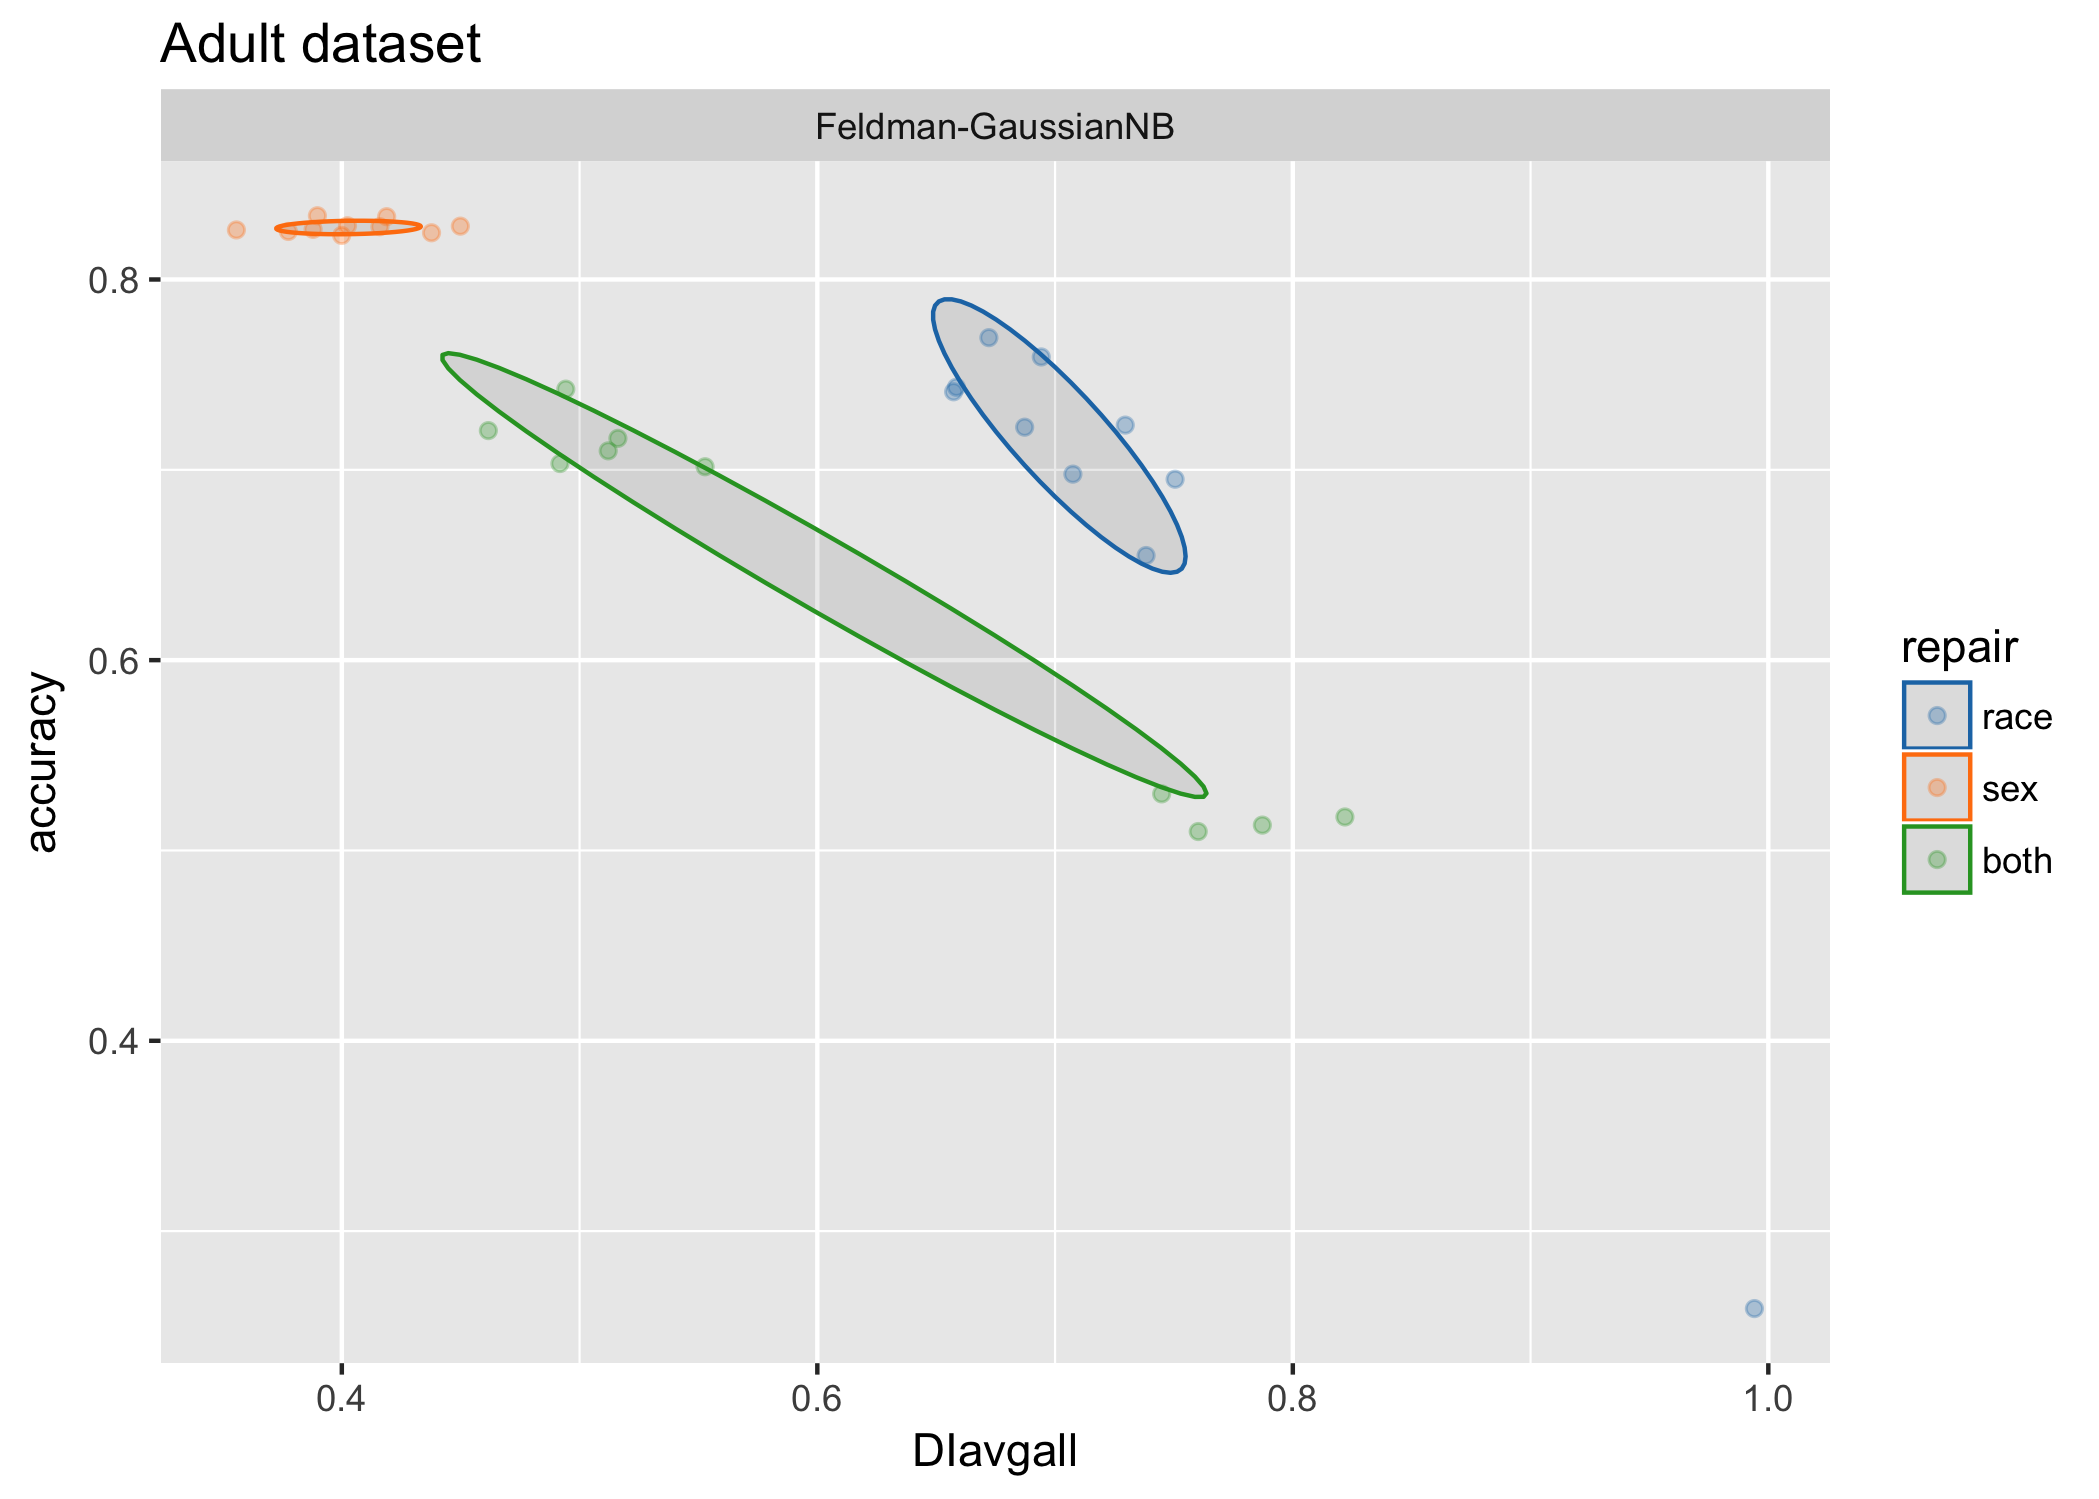 Adult dataset
Feldman-GaussianNB
accuracy
0.8
0.6
0.4
0.4
0.6
0.8
1.0
DIavgall
repair
race
sex
both